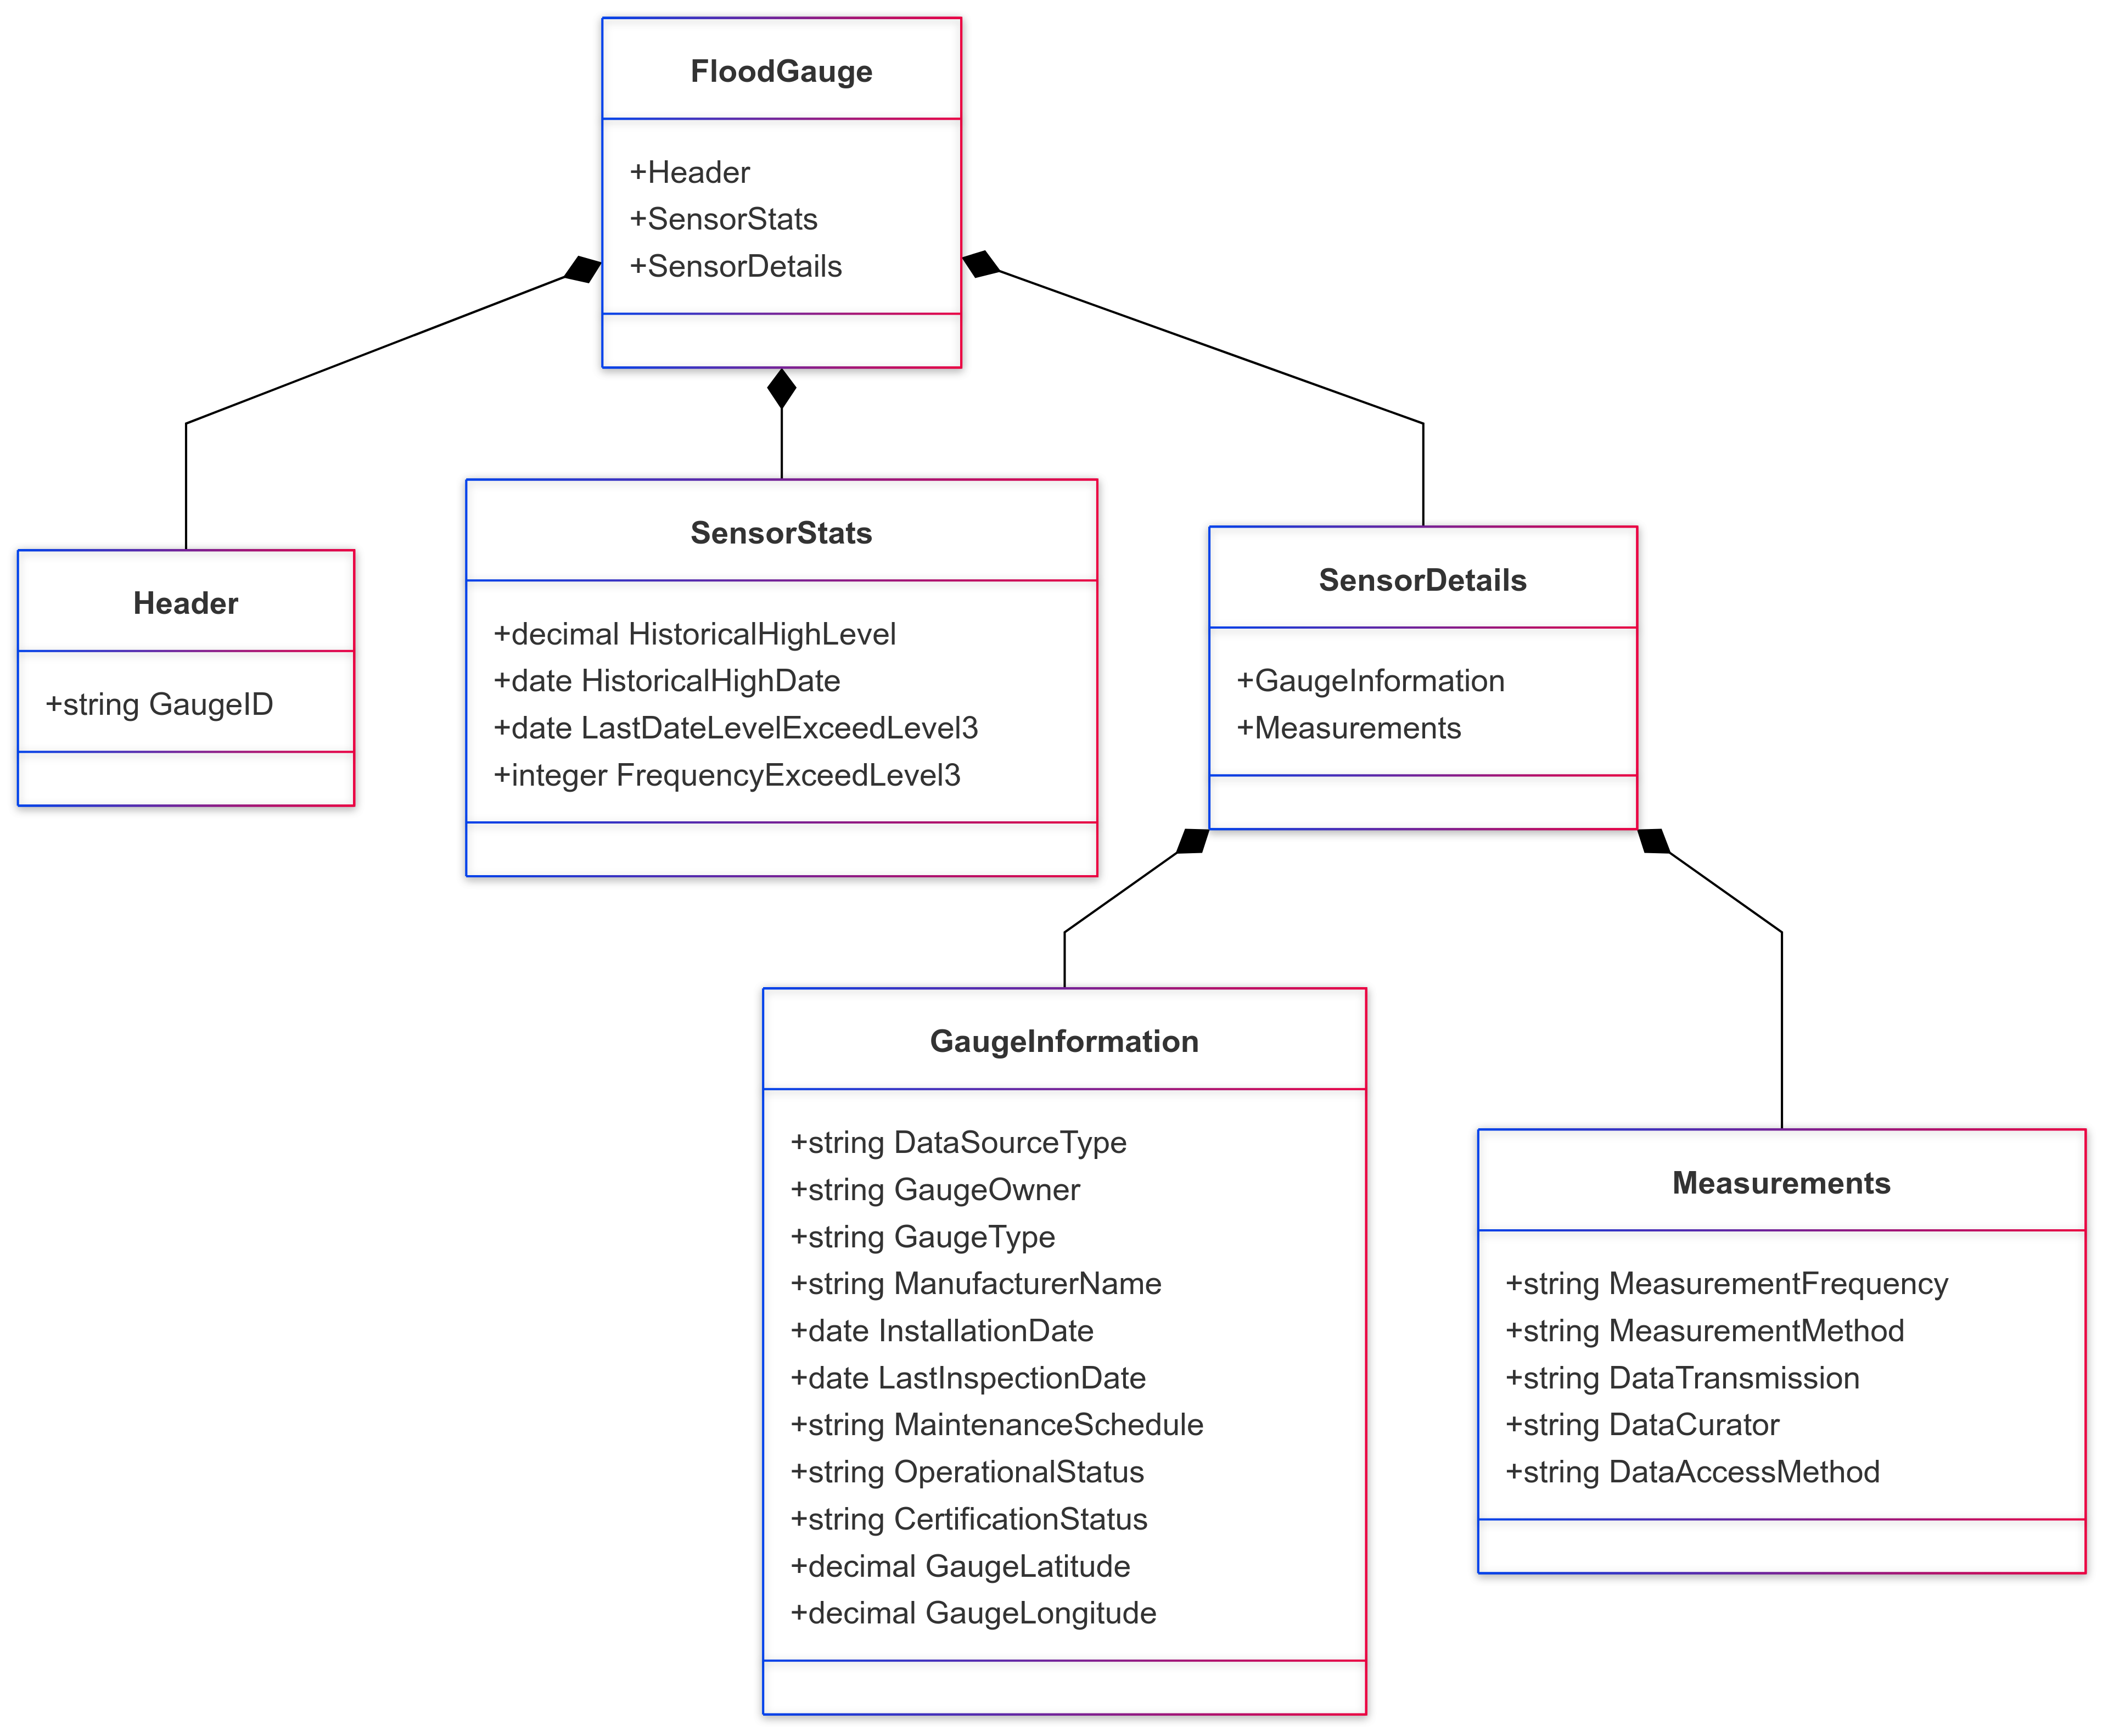 FloodGauge
+Header
+SensorStats
+SensorDetails
Header
+string GaugeID
SensorStats
+decimal HistoricalHighLevel
+date HistoricalHighDate
+date LastDateLevelExceedLevel3
+integer FrequencyExceedLevel3
SensorDetails
+GaugeInformation
+Measurements
GaugeInformation
+string DataSourceType
+string GaugeOwner
+string GaugeType
+string ManufacturerName
+date InstallationDate
+date LastInspectionDate
+string MaintenanceSchedule
+string OperationalStatus
+string CertificationStatus
+decimal GaugeLatitude
+decimal GaugeLongitude
Measurements
+string MeasurementFrequency
+string MeasurementMethod
+string DataTransmission
+string DataCurator
+string DataAccessMethod